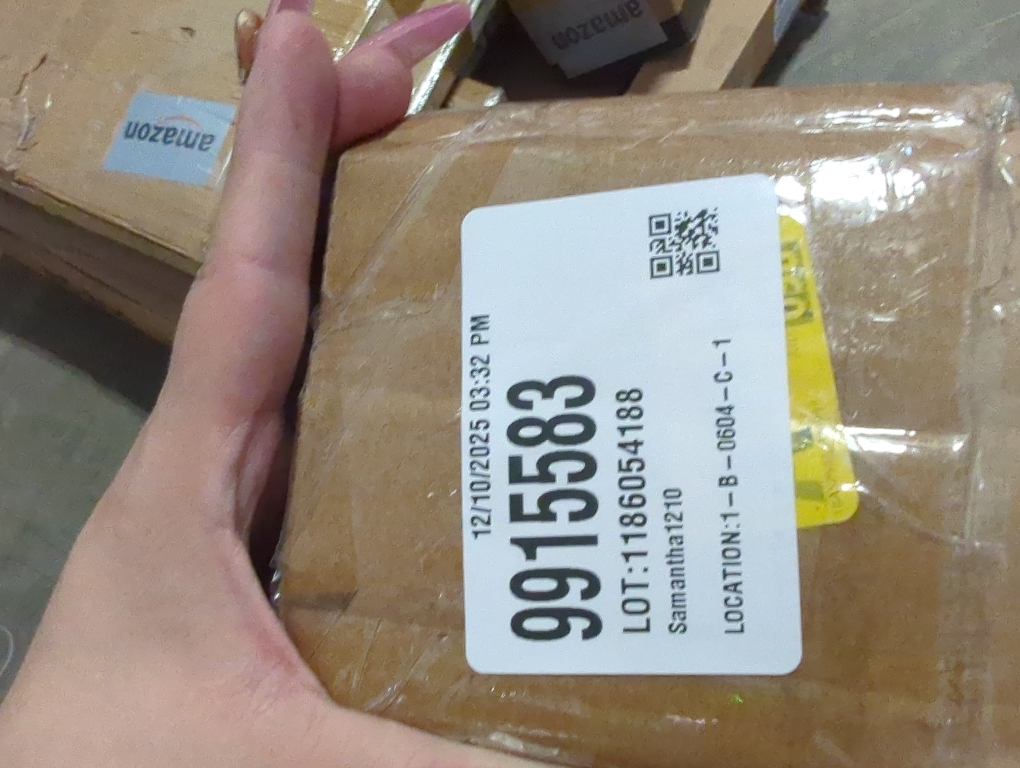 amazon
amazon
12/10/2025 03:32 PM
9915583
LOT:1186054188
Samantha1210
LOCATION:1-B-0604-C-1